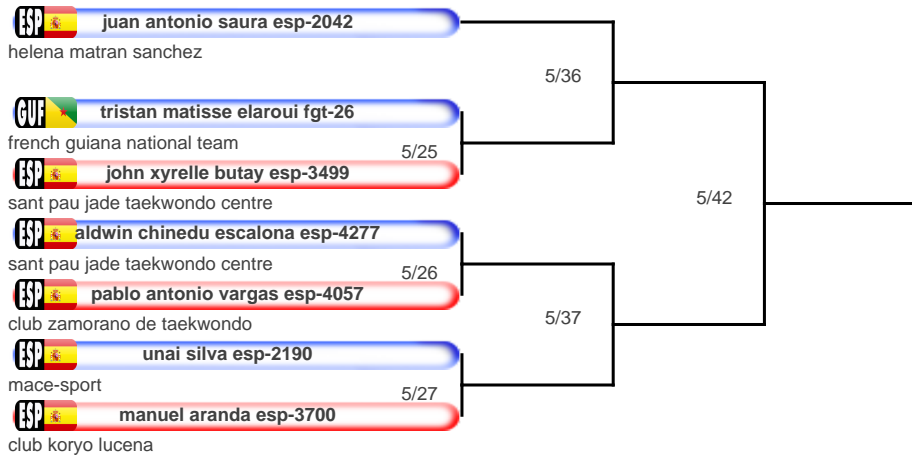 ESP juan antonio saura esp-2042
helena matran sanchez
5/36
GUF tristan matisse elaroui fgt-26
french guiana national team
5/25
ESP john xyrelle butay esp-3499
sant pau jade taekwondo centre
5/42
ESP aldwin chinedu escalona esp-4277
sant pau jade taekwondo centre
5/26
ESP pablo antonio vargas esp-4057
club zamorano de taekwondo
5/37
ESP unai silva esp-2190
mace-sport
5/27
ESP manuel aranda esp-3700
club koryo lucena